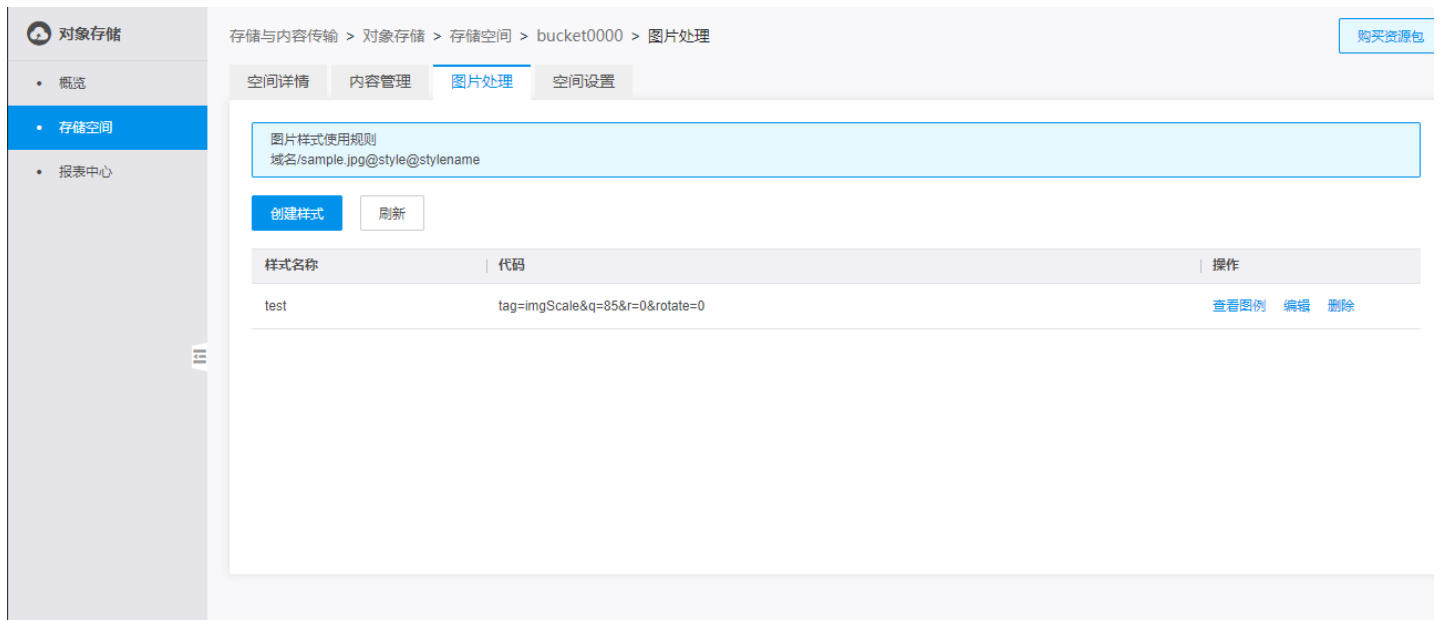 对象存储
概览
存储空间
报表中心
存储与内容传输 > 对象存储 > 存储空间 > bucket0000 > 图片处理
购买资源包
空间详情 内容管理 图片处理 空间设置
图片样式使用规则
域名/sample.jpg@style@stylename
创建样式 刷新
样式名称 代码 操作
test tag=imgScale&q=85&r=0&rotate=0 查看图例 编辑 删除